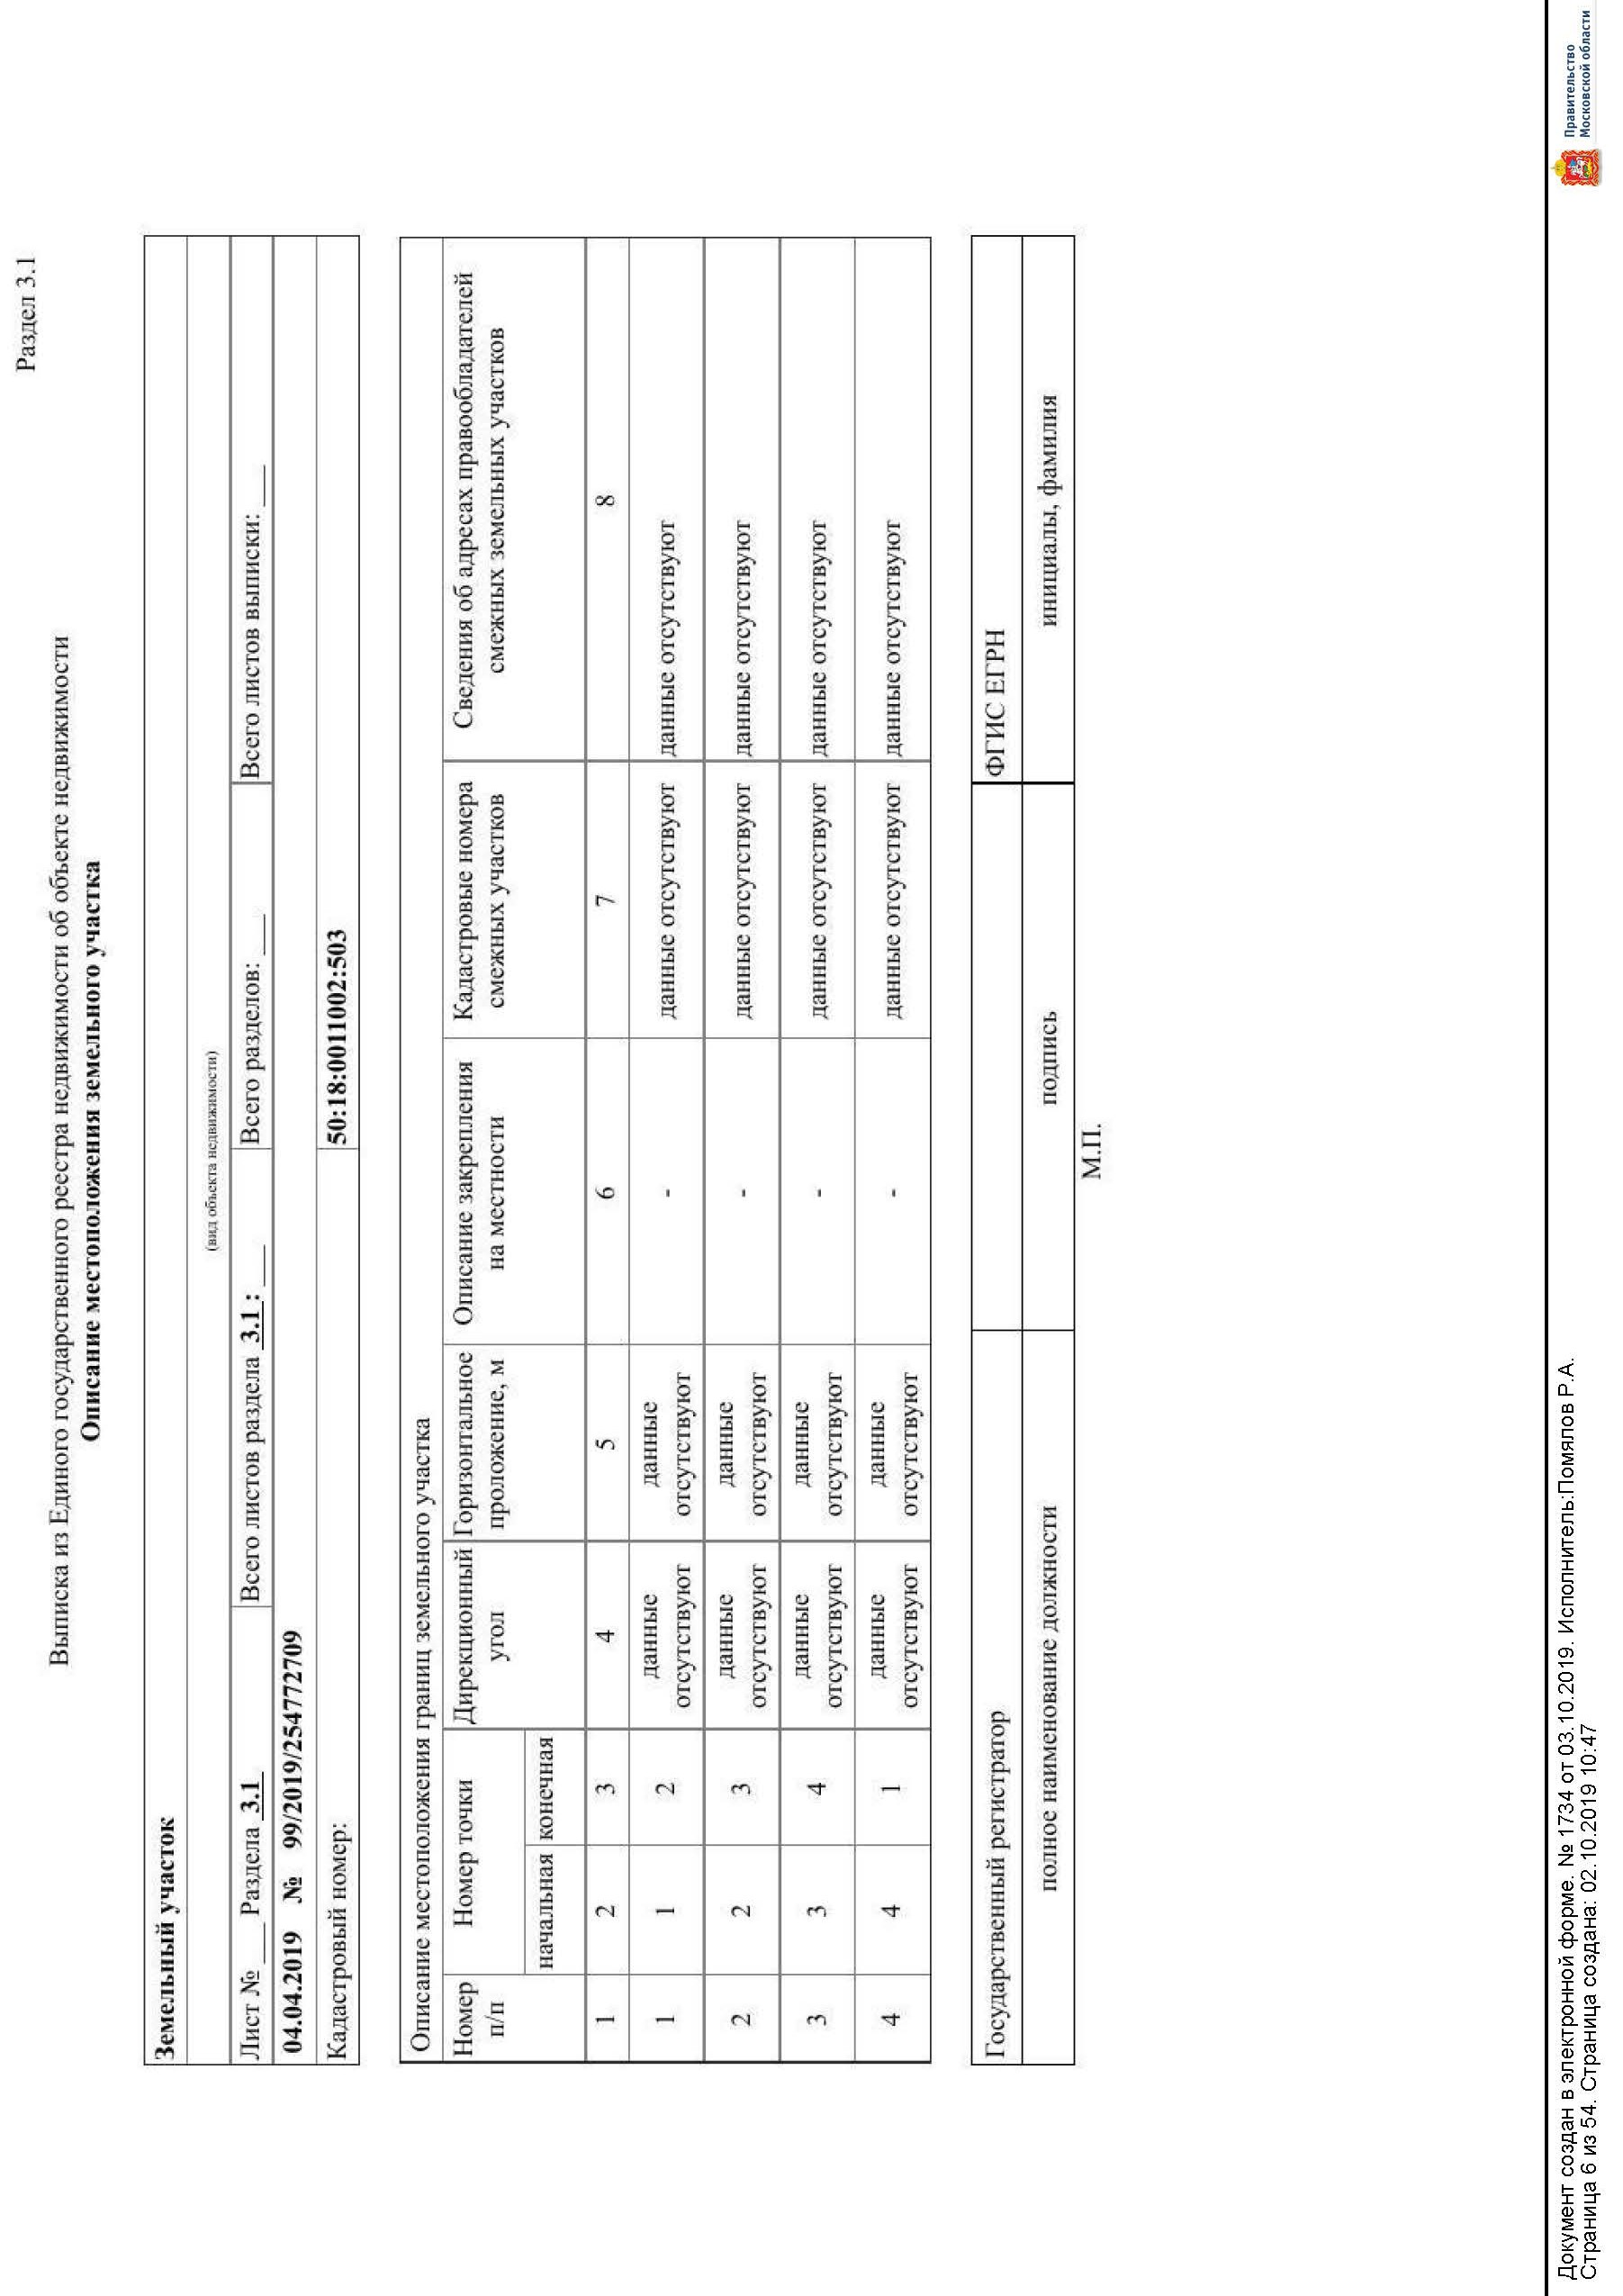 Раздел 3.1
Выписка из Единого государственного реестра недвижимости об объекте недвижимости
Описание местоположения земельного участка
Земельный участок
(вид объекта недвижимости)
Лист № ___ Раздела 3.1 Всего листов раздела 3.1 : ___ Всего разделов: ___ Всего листов выписки: ___
04.04.2019 № 99/2019/254772709
Кадастровый номер: 50:18:0011002:503
Описание местоположения границ земельного участка
Номер Номер точки Дирекционный Горизонтальное Описание закрепления Кадастровые номера Сведения об адресах правообладателей
п/п угол проложение, м на местности смежных участков смежных земельных участков
начальная конечная
1 2 3 4 5 6 7 8
1 1 2 данные отсутствуют данные отсутствуют - данные отсутствуют данные отсутствуют
2 2 3 данные отсутствуют данные отсутствуют - данные отсутствуют данные отсутствуют
3 3 4 данные отсутствуют данные отсутствуют - данные отсутствуют данные отсутствуют
4 4 1 данные отсутствуют данные отсутствуют - данные отсутствуют данные отсутствуют
Государственный регистратор ФГИС ЕГРН
полное наименование должности подпись инициалы, фамилия
М.П.
Документ создан в электронной форме. № 1734 от 03.10.2019. Исполнитель:Помялов Р.А.
Страница 6 из 54. Страница создана: 02.10.2019 10:47
Правительство
Московской области